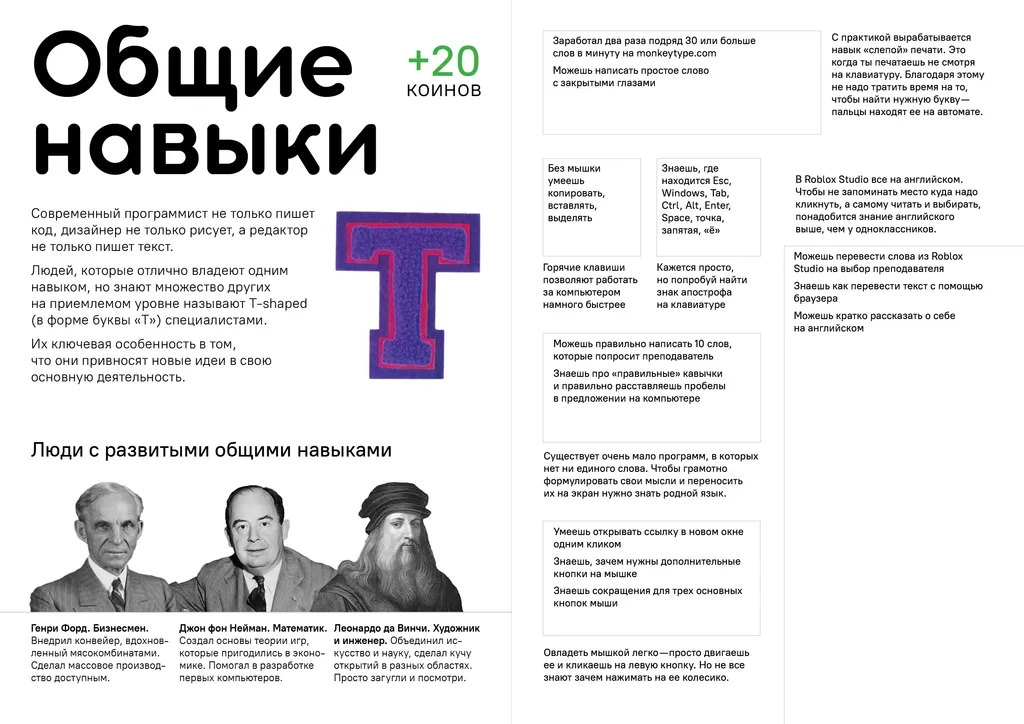 Общие
навыки
+20
коинов
Современный программист не только пишет
код, дизайнер не только рисует, а редактор
не только пишет текст.
Людей, которые отлично владеют одним
навыком, но знают множество других
на приемлемом уровне называют T-shaped
(в форме буквы «Т») специалистами.
Их ключевая особенность в том,
что они привносят новые идеи в свою
основную деятельность.
T
Люди с развитыми общими навыками
Генри Форд. Бизнесмен.
Внедрил конвейер, вдохнов-
ленный мясокомбинатами.
Сделал массовое производ-
ство доступным.
Джон фон Нейман. Математик.
Создал основы теории игр,
которые пригодились в эконо-
мике. Помогал в разработке
первых компьютеров.
Леонардо да Винчи. Художник
и инженер. Объединил ис-
кусство и науку, сделал кучу
открытий в разных областях.
Просто загугли и посмотри.
Заработал два раза подряд 30 или больше
слов в минуту на monkeytype.com
Можешь написать простое слово
с закрытыми глазами
С практикой вырабатывается
навык «слепой» печати. Это
когда ты печатаешь не смотря
на клавиатуру. Благодаря этому
не надо тратить время на то,
чтобы найти нужную букву—
пальцы находят ее на автомате.
Без мышки
умеешь
копировать,
вставлять,
выделять
Горячие клавиши
позволяют работать
за компьютером
намного быстрее
Знаешь, где
находится Esc,
Windows, Tab,
Ctrl, Alt, Enter,
Space, точка,
запятая, «ё»
Кажется просто,
но попробуй найти
знак апострофа
на клавиатуре
В Roblox Studio все на английском.
Чтобы не запоминать место куда надо
кликнуть, а самому читать и выбирать,
понадобится знание английского
выше, чем у одноклассников.
Можешь перевести слова из Roblox
Studio на выбор преподавателя
Знаешь как перевести текст с помощью
браузера
Можешь кратко рассказать о себе
на английском
Можешь правильно написать 10 слов,
которые попросит преподаватель
Знаешь про «правильные» кавычки
и правильно расставляешь пробелы
в предложении на компьютере
Существует очень мало программ, в которых
нет ни единого слова. Чтобы грамотно
формулировать свои мысли и переносить
их на экран нужно знать родной язык.
Умеешь открывать ссылку в новом окне
одним кликом
Знаешь, зачем нужны дополнительные
кнопки на мышке
Знаешь сокращения для трех основных
кнопок мыши
Овладеть мышкой легко—просто двигаешь
ее и кликаешь на левую кнопку. Но не все
знают зачем нажимать на ее колесико.